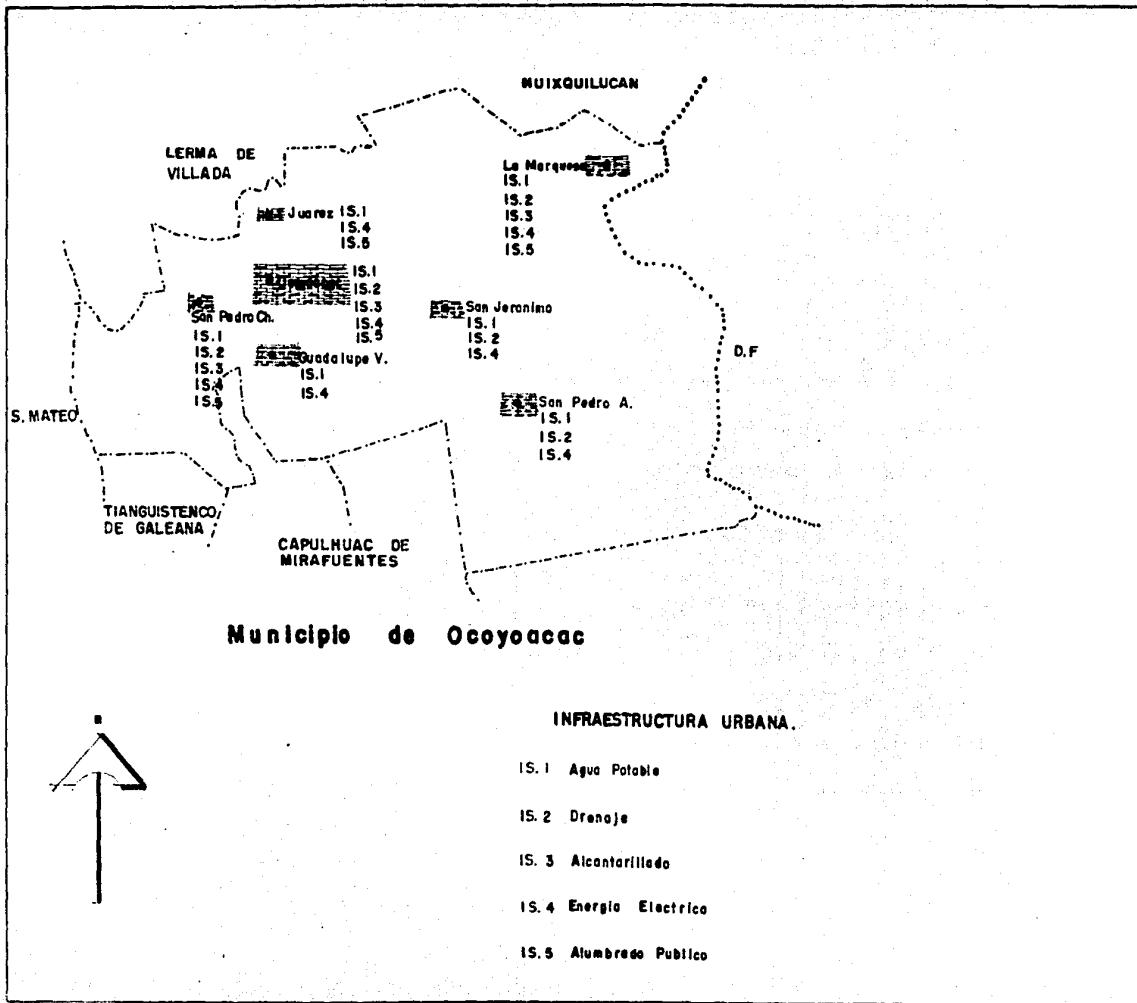 HUIXQUILUCAN
LERMA DE
VILLADA
La Marquesa
IS.1
IS.2
IS.3
IS.4
IS.5
Juarez IS.1
IS.4
IS.5
IS.1
IS.2
IS.3
IS.4
IS.5
San Pedro Ch.
IS.1
IS.2
IS.3
IS.4
IS.5
San Jeronimo
IS.1
IS.2
IS.4
Guadalupe V.
IS.1
IS.4
D.F
San Pedro A.
IS.1
IS.2
IS.4
S. MATEO
TIANGUISTENCO
DE GALEANA
CAPULHUAC DE
MIRAFUENTES
Municipio de Ocoyoacac
INFRAESTRUCTURA URBANA.
IS.1 Agua Potable
IS.2 Drenaje
IS.3 Alcantarillado
IS.4 Energia Electrica
IS.5 Alumbrado Publico